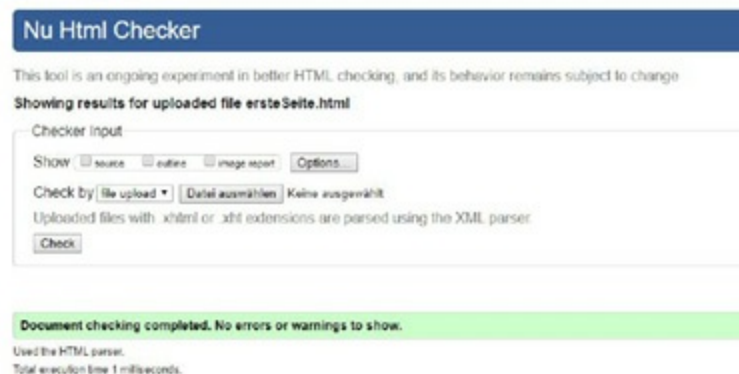 Nu Html Checker
This tool is an ongoing experiment in better HTML checking, and its behavior remains subject to change
Showing results for uploaded file ersteSeite.html
Checker Input
Show source outline image report Options...
Check by file upload Datei auswählen Keine ausgewählt
Uploaded files with .xhtml or .xht extensions are parsed using the XML parser.
Check
Document checking completed. No errors or warnings to show.
Used the HTML parser.
Total execution time 1 milliseconds.